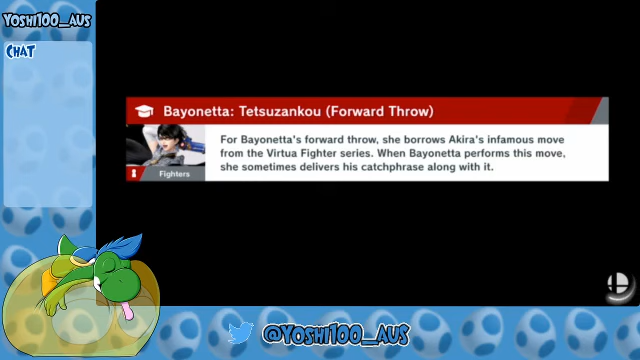 Yoshi100_aus
Chat
Bayonetta: Tetsuzankou (Forward Throw)
For Bayonetta's forward throw, she borrows Akira's infamous move
from the Virtua Fighter series. When Bayonetta performs this move,
she sometimes delivers his catchphrase along with it.
Fighters
@Yoshi100_aus